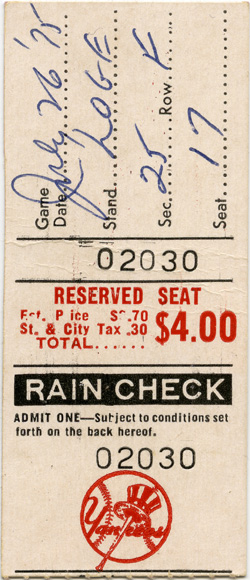 Game
Date July 26 '75
Stand LOGE
Sec. 25 Row K
Seat 17
02030
RESERVED SEAT
Est. Price $3.70
St. & City Tax .30
TOTAL...... $4.00
RAIN CHECK
ADMIT ONE—Subject to conditions set
forth on the back hereof.
02030
Yankees